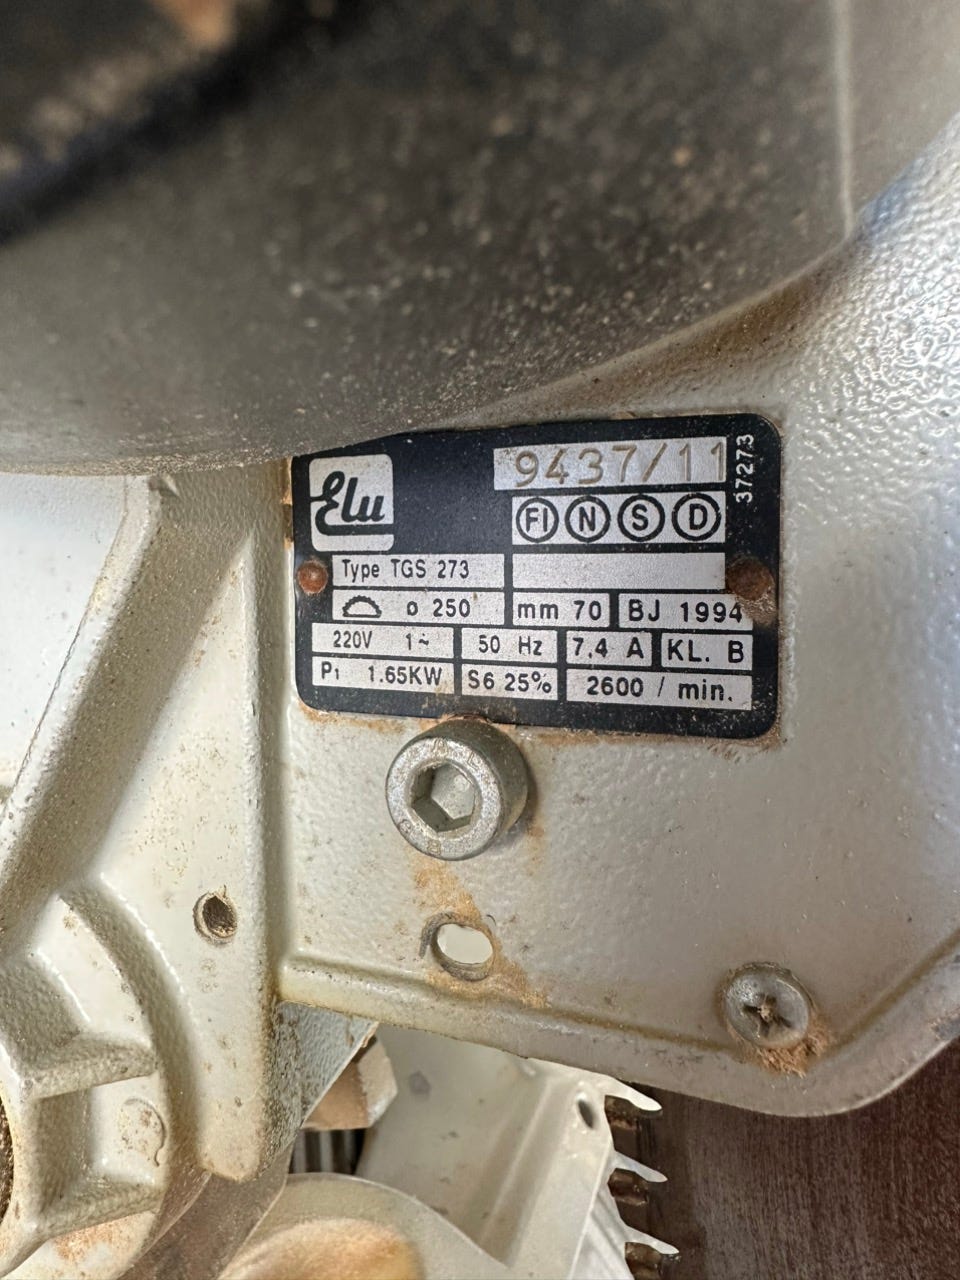 Elu
9437/11
FI N S D
37273
Type TGS 273
ø 250
mm 70
BJ 1994
220V 1~
50 Hz
7,4 A
KL. B
P1 1.65KW
S6 25%
2600 / min.